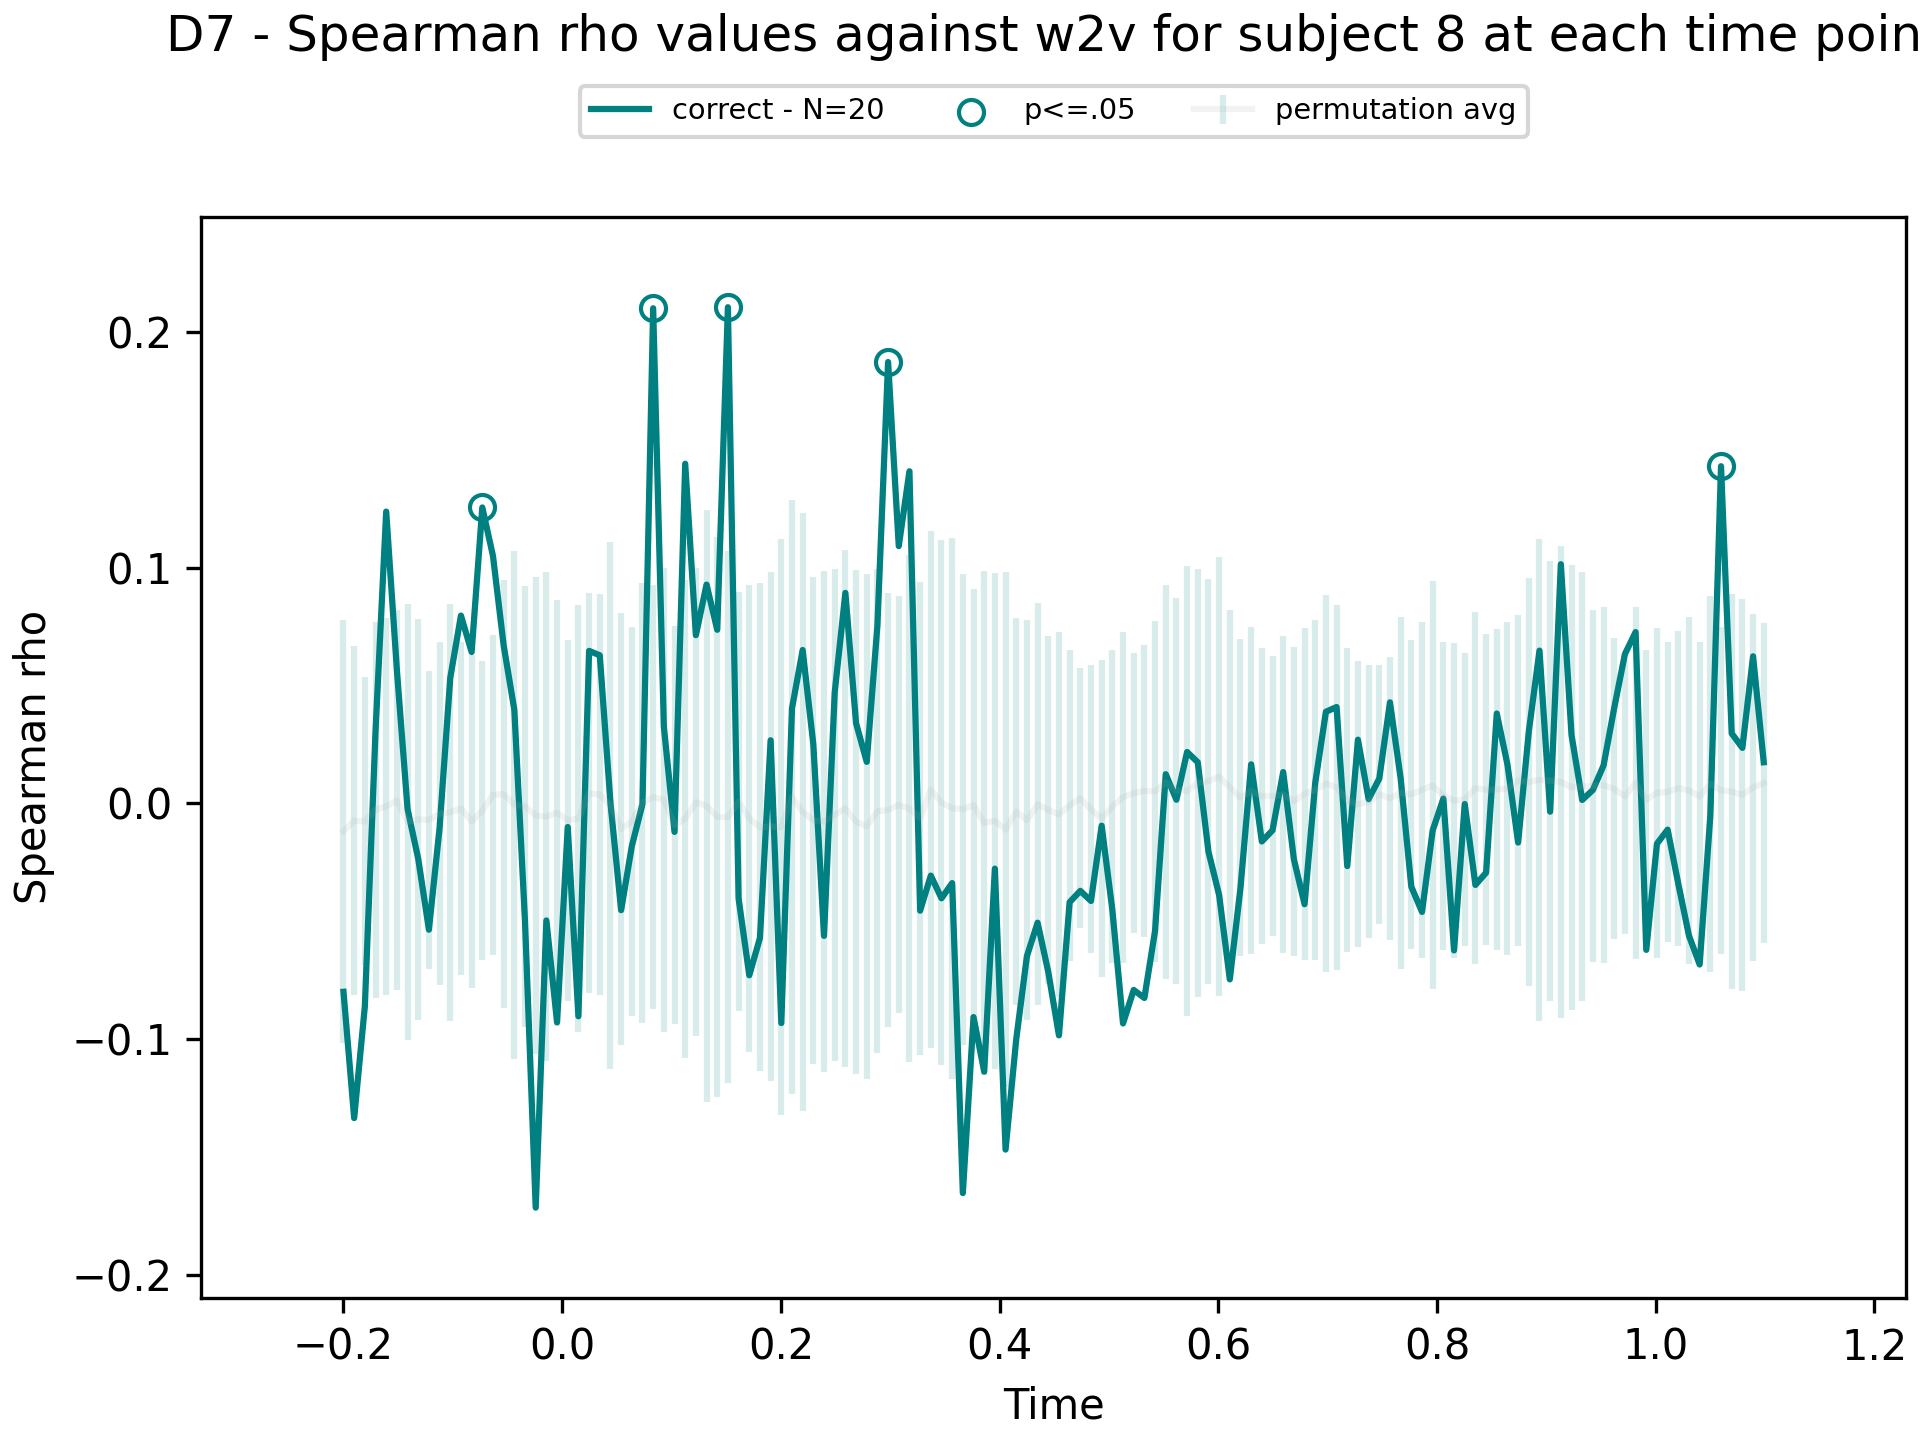 D7 - Spearman rho values against w2v for subject 8 at each time poin
correct - N=20 p<=.05 permutation avg
Spearman rho
0.2
0.1
0.0
−0.1
−0.2
−0.2 0.0 0.2 0.4 0.6 0.8 1.0 1.2
Time